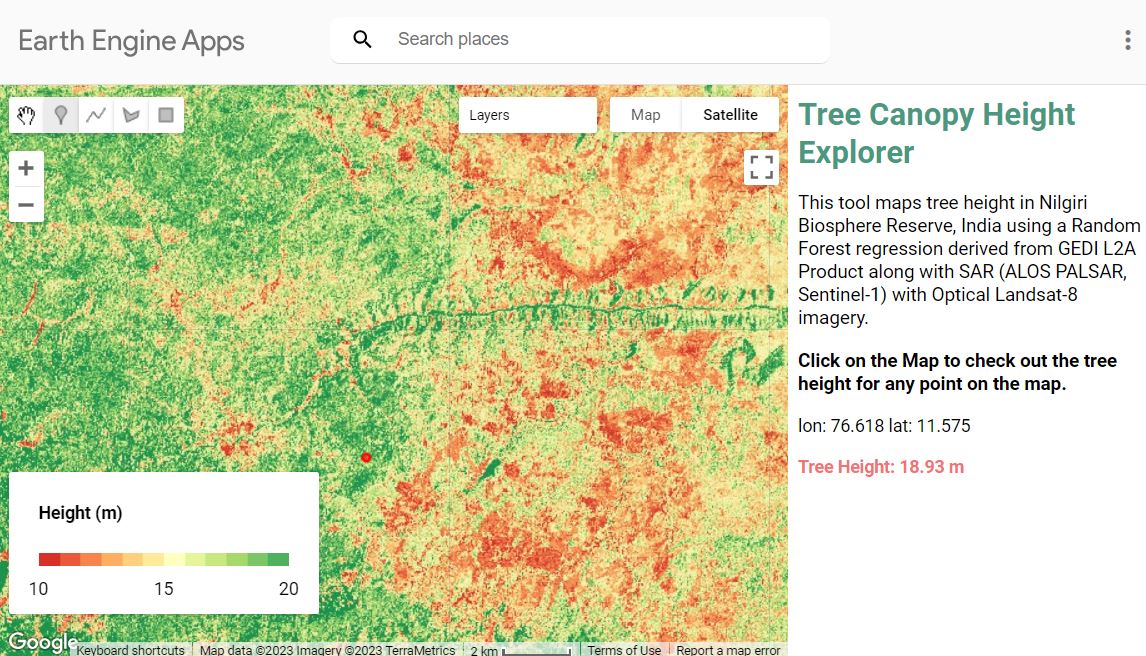 Earth Engine Apps
Search places
Layers
Map
Satellite
Tree Canopy Height
Explorer
This tool maps tree height in Nilgiri
Biosphere Reserve, India using a Random
Forest regression derived from GEDI L2A
Product along with SAR (ALOS PALSAR,
Sentinel-1) with Optical Landsat-8
imagery.
Click on the Map to check out the tree
height for any point on the map.
lon: 76.618 lat: 11.575
Tree Height: 18.93 m
Height (m)
10 15 20
Google
Keyboard shortcuts
Map data ©2023 Imagery ©2023 TerraMetrics
2 km
Terms of Use
Report a map error